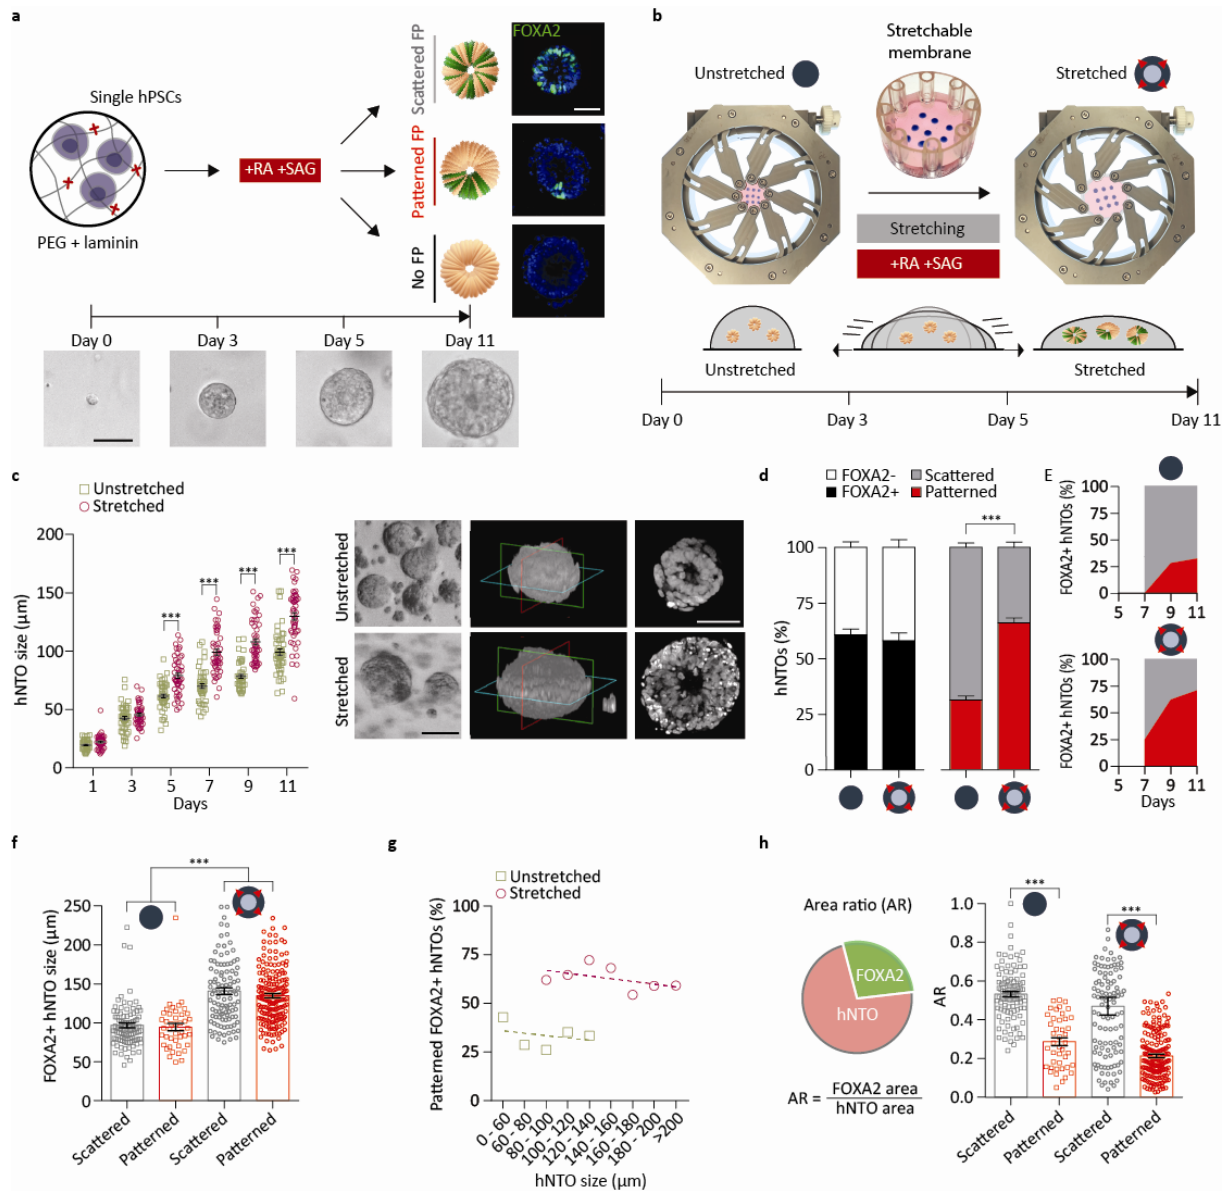 a
Single hPSCs
PEG + laminin
+RA +SAG
Scattered FP
Patterned FP
No FP
FOXA2
Day 0
Day 3
Day 5
Day 11
b
Unstretched
Stretchable
membrane
Stretched
Stretching
+RA +SAG
Unstretched
Stretched
Day 0
Day 3
Day 5
Day 11
c
Unstretched
Stretched
hNTO size (µm)
200
150
100
50
0
***
***
***
***
1
3
5
7
9
11
Days
Unstretched
Stretched
d
FOXA2-
FOXA2+
Scattered
Patterned
***
hNTOs (%)
100
75
50
25
0
E
FOXA2+ hNTOs (%)
100
75
50
25
0
5
7
9
11
FOXA2+ hNTOs (%)
100
75
50
25
0
5
7
9
11
Days
f
***
FOXA2+ hNTO size (µm)
250
200
150
100
50
0
Scattered
Patterned
Scattered
Patterned
g
Unstretched
Stretched
Patterned FOXA2+ hNTOs (%)
100
75
50
25
0
0 - 60
60 - 80
80 - 100
100 - 120
120 - 140
140 - 160
160 - 180
180 - 200
>200
hNTO size (µm)
h
Area ratio (AR)
FOXA2
hNTO
AR = FOXA2 area
hNTO area
***
***
AR
1.0
0.8
0.6
0.4
0.2
0.0
Scattered
Patterned
Scattered
Patterned